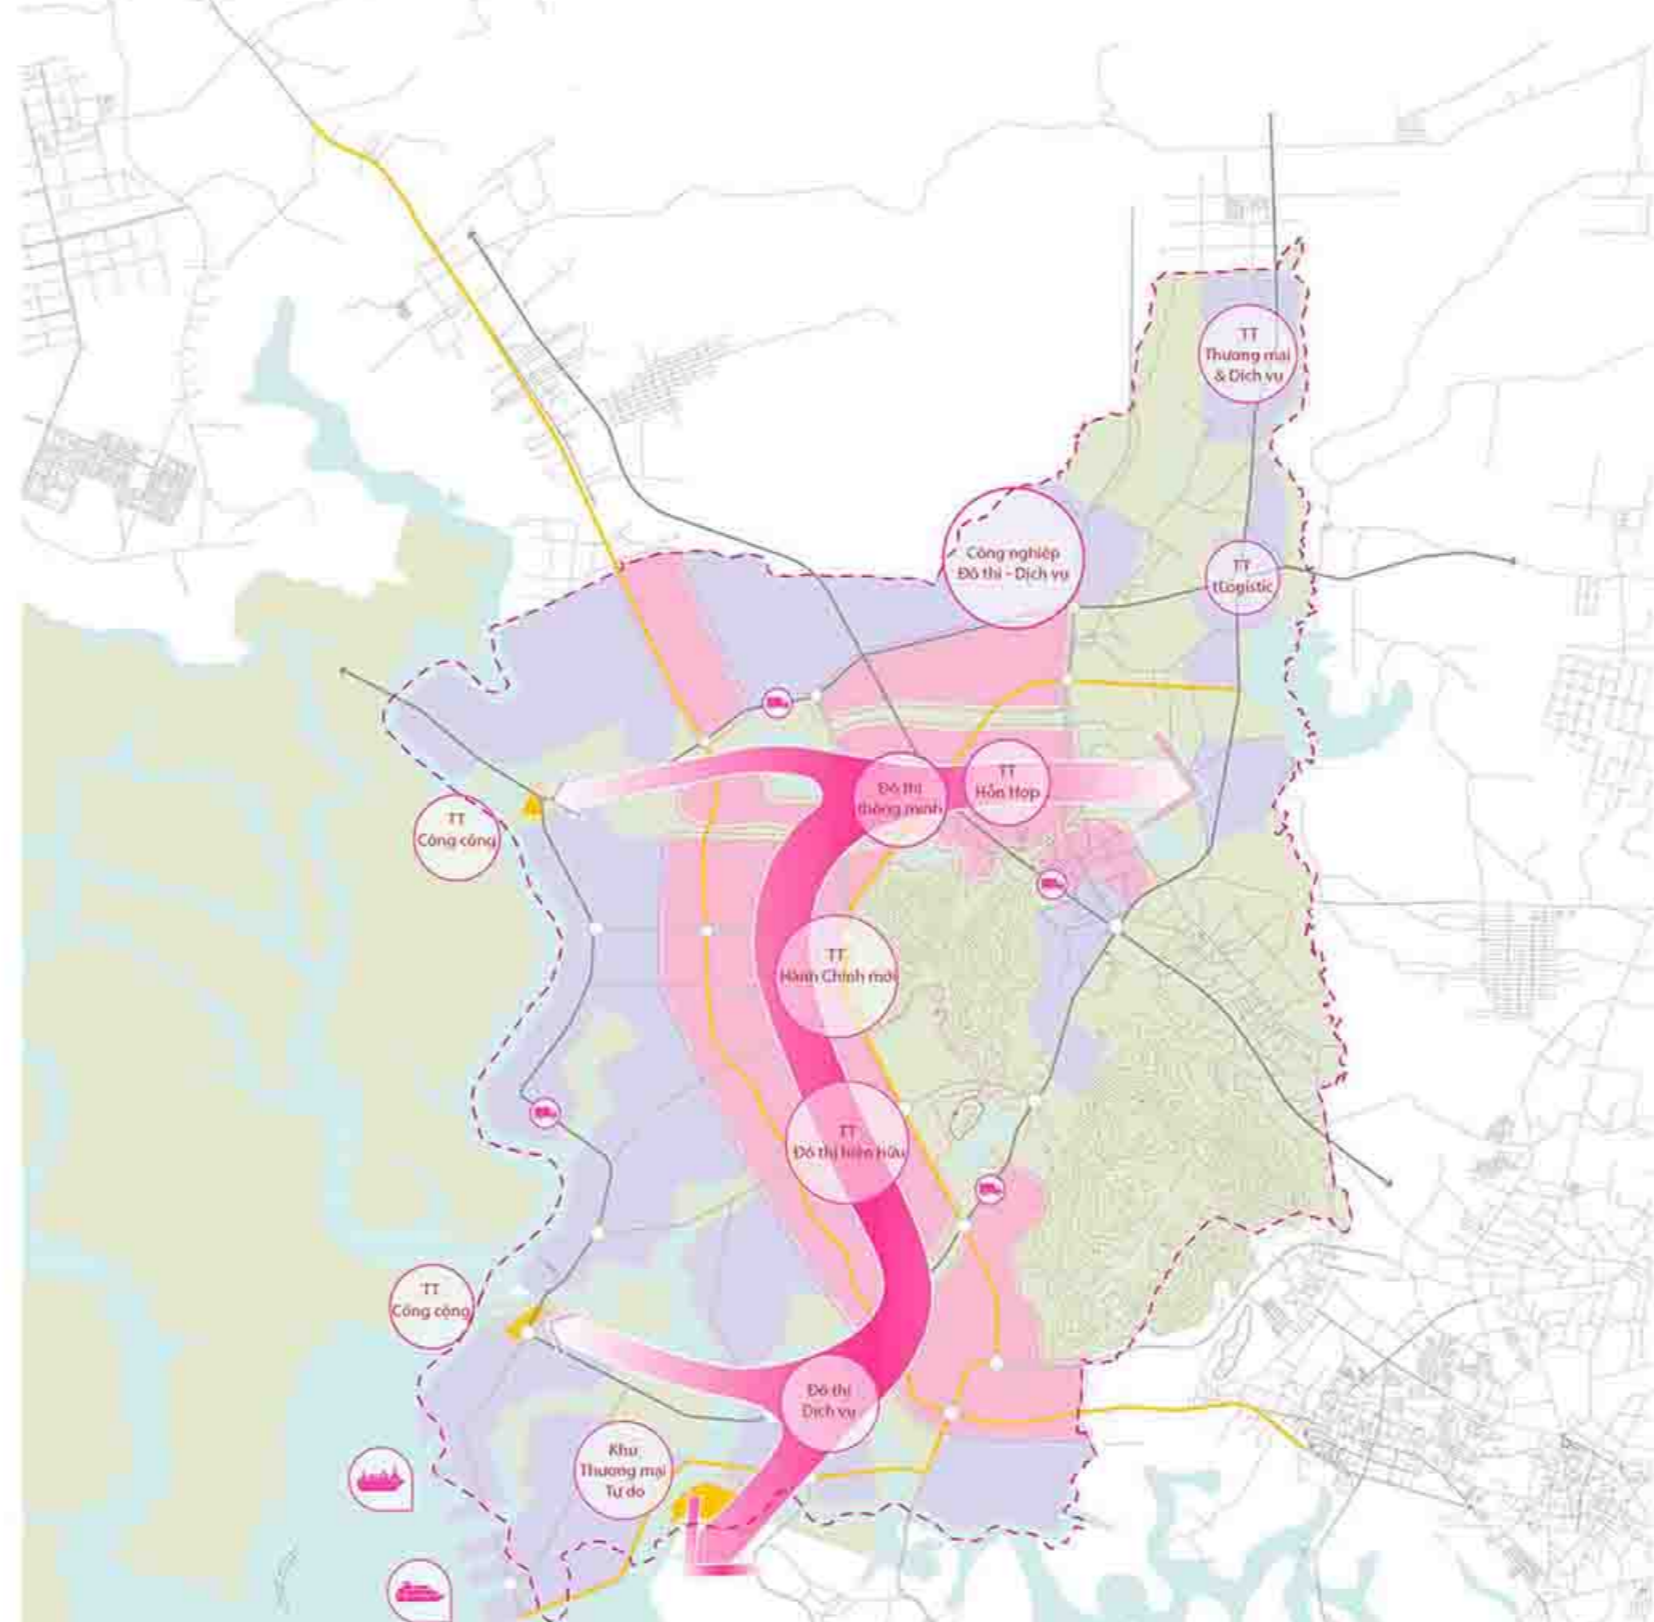 TT
Thương mại
& Dịch vụ
Công nghiệp
Đô thị - Dịch vụ
TT
tLogistic
Đô thị
thông minh
TT
Hỗn Hợp
TT
Công cộng
TT
Hành Chính mới
TT
Đô thị hiện Hữu
TT
Công cộng
Đô thị
Dịch vụ
Khu
Thương mại
Tự do